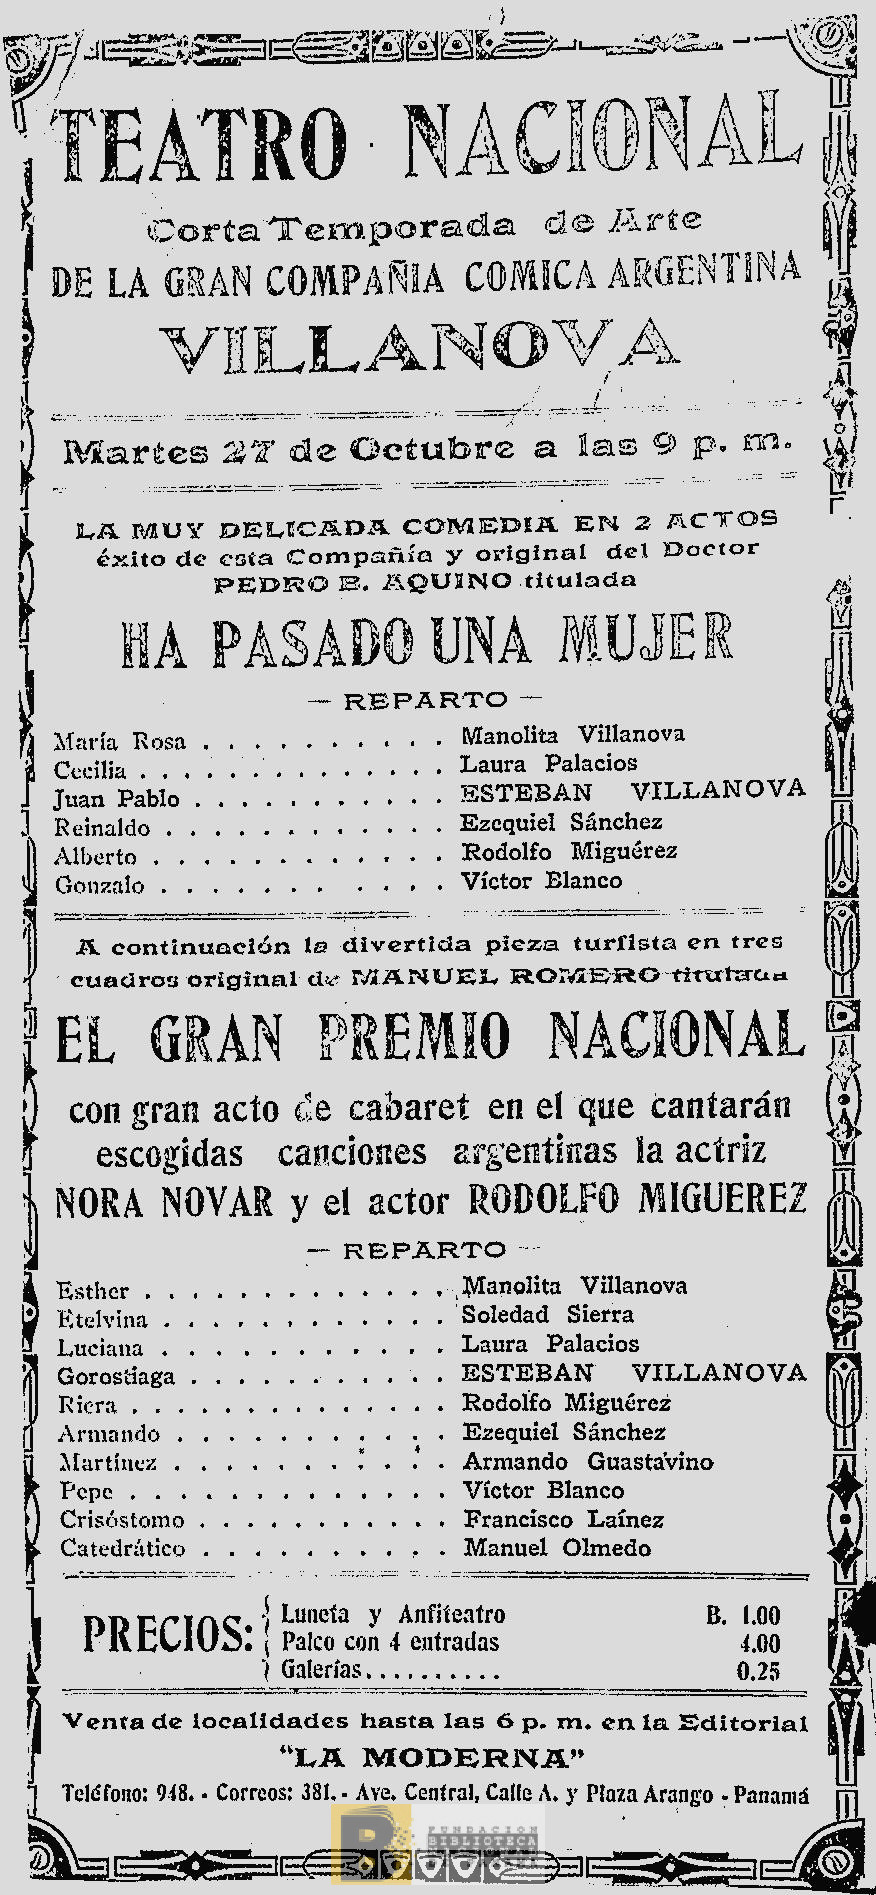 TEATRO NACIONAL
Corta Temporada de Arte
DE LA GRAN COMPAÑIA COMICA ARGENTINA
VILLANOVA
Martes 27 de Octubre a las 9 p. m.
LA MUY DELICADA COMEDIA EN 2 ACTOS
éxito de esta Compañía y original del Doctor
PEDRO B. AQUINO titulada
HA PASADO UNA MUJER
— REPARTO —
María Rosa . . . . . . . . . . . Manolita Villanova
Cecilia . . . . . . . . . . . . . . Laura Palacios
Juan Pablo . . . . . . . . . . . ESTEBAN VILLANOVA
Reinaldo . . . . . . . . . . . . . Ezequiel Sánchez
Alberto . . . . . . . . . . . . . Rodolfo Miguérez
Gonzalo . . . . . . . . . . . . Víctor Blanco
A continuación la divertida pieza turfista en tres
cuadros original de MANUEL ROMERO titulada
EL GRAN PREMIO NACIONAL
con gran acto de cabaret en el que cantarán
escogidas canciones argentinas la actriz
NORA NOVAR y el actor RODOLFO MIGUEREZ
— REPARTO —
Esther . . . . . . . . . . . . . . Manolita Villanova
Etelvina . . . . . . . . . . . . . Soledad Sierra
Luciana . . . . . . . . . . . . . Laura Palacios
Gorostiaga . . . . . . . . . . . ESTEBAN VILLANOVA
Riera . . . . . . . . . . . . . . Rodolfo Miguérez
Armando . . . . . . . . . . . . Ezequiel Sánchez
Martínez . . . . . . . . . . . . Armando Guastavino
Pepe . . . . . . . . . . . . . . Víctor Blanco
Crisóstomo . . . . . . . . . . . Francisco Laínez
Catedrático . . . . . . . . . . . Manuel Olmedo
PRECIOS:
Luneta y Anfiteatro B. 1.00
Palco con 4 entradas 4.00
Galerías . . . . . . . . . . 0.25
Venta de localidades hasta las 6 p. m. en la Editorial
"LA MODERNA"
Teléfono: 948. - Correos: 381. - Ave. Central, Calle A. y Plaza Arango - Panamá
FUNDACION
BIBLIOTECA